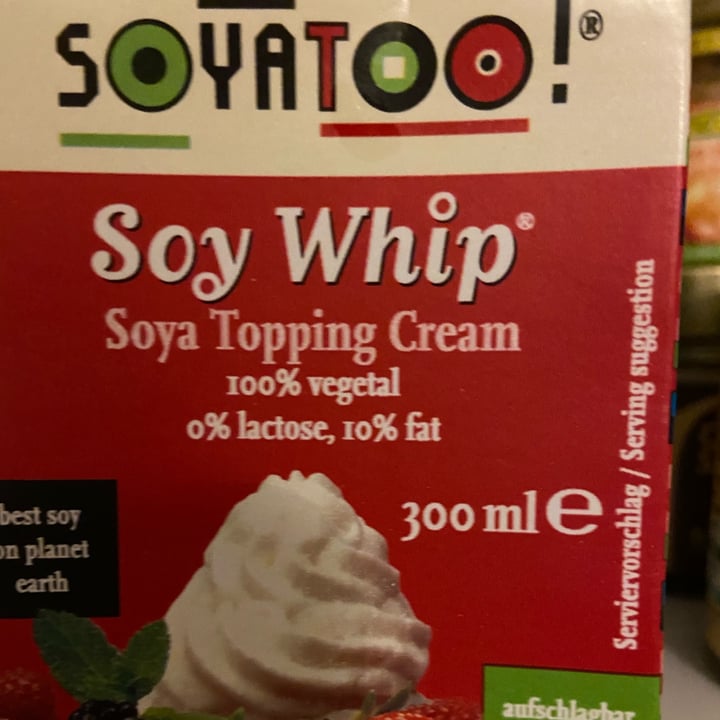 SOYATOO!®
Soy Whip®
Soya Topping Cream
100% vegetal
0% lactose, 10% fat
300 ml e
best soy
on planet
earth
Serviervorschlag / Serving suggestion
aufschlagbar